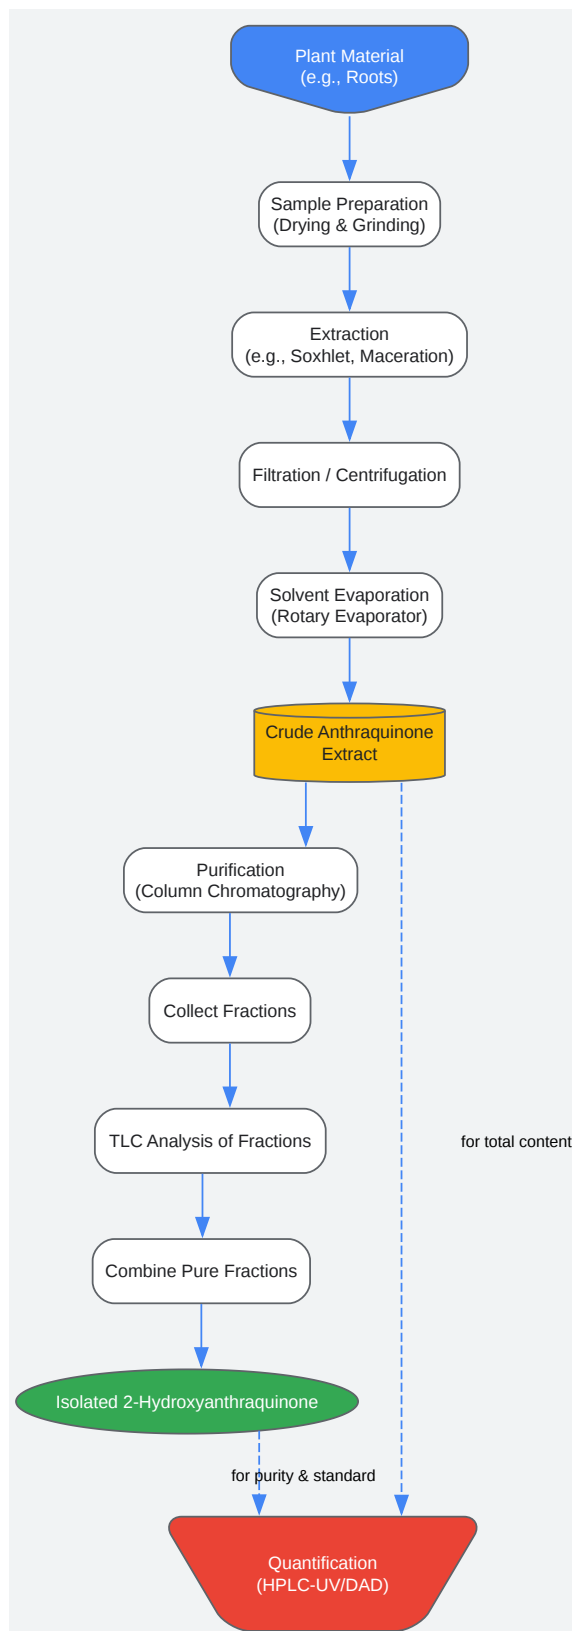 Plant Material
(e.g., Roots)
Sample Preparation
(Drying & Grinding)
Extraction
(e.g., Soxhlet, Maceration)
Filtration / Centrifugation
Solvent Evaporation
(Rotary Evaporator)
Crude Anthraquinone
Extract
Purification
(Column Chromatography)
Collect Fractions
TLC Analysis of Fractions
for total content
Combine Pure Fractions
Isolated 2-Hydroxyanthraquinone
for purity & standard
Quantification
(HPLC-UV/DAD)